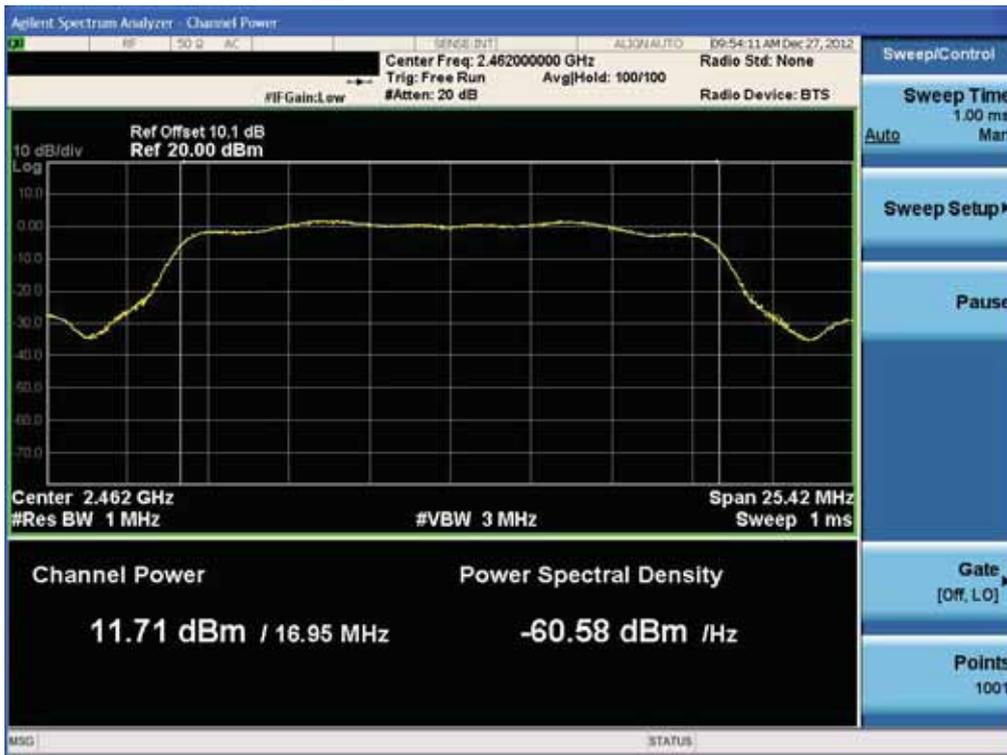 Agilent Spectrum Analyzer - Channel Power
RF 50 Ω AC SENSE:INT ALIGN AUTO 09:54:11 AM Dec 27, 2012
Center Freq: 2.462000000 GHz Radio Std: None
Trig: Free Run Avg|Hold: 100/100
#IFGain:Low #Atten: 20 dB Radio Device: BTS
Ref Offset 10.1 dB
10 dB/div Ref 20.00 dBm
Log
10.0
0.00
-10.0
-20.0
-30.0
-40.0
-50.0
-60.0
-70.0
Center 2.462 GHz Span 25.42 MHz
#Res BW 1 MHz #VBW 3 MHz Sweep 1 ms
Channel Power Power Spectral Density
11.71 dBm / 16.95 MHz -60.58 dBm /Hz
MSG STATUS
Sweep/Control
Sweep Time
1.00 ms
Auto Man
Sweep Setup
Pause
Gate
[Off, LO]
Points
1001